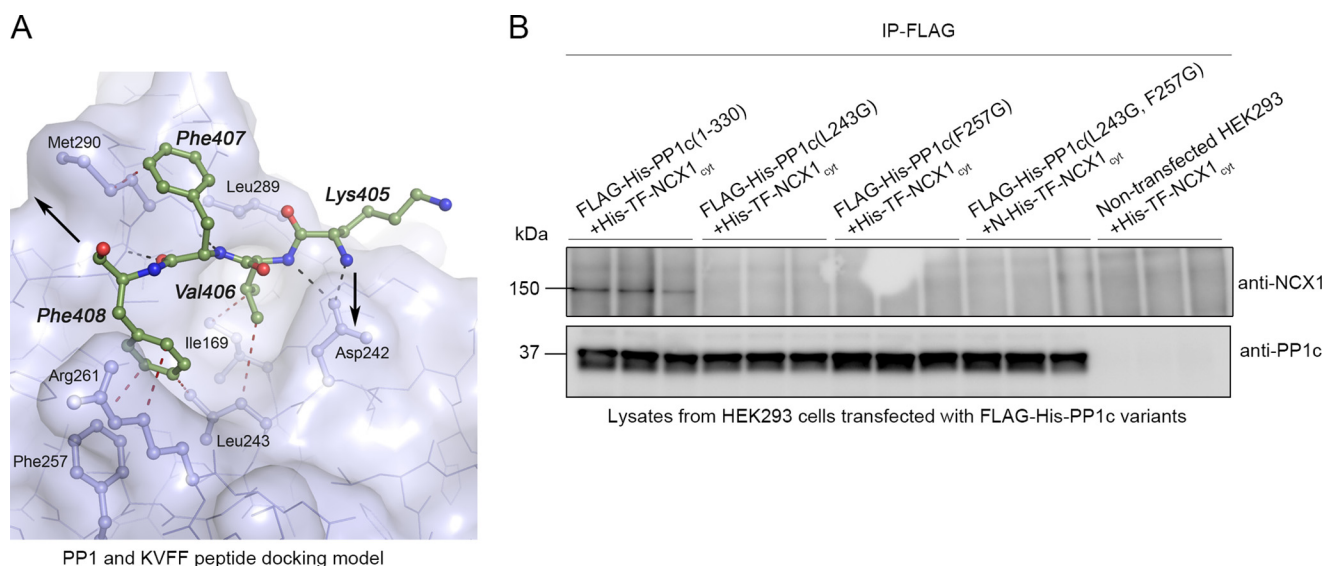 A
Met290
Phe407
Leu289
Lys405
Val406
Phe408
Ile169
Asp242
Arg261
Leu243
Phe257
PP1 and KVFF peptide docking model
B
IP-FLAG
FLAG-His-PP1c(1-330)
+His-TF-NCX1cyt
FLAG-His-PP1c(L243G)
+His-TF-NCX1cyt
FLAG-His-PP1c(F257G)
+His-TF-NCX1cyt
FLAG-His-PP1c(L243G, F257G)
+N-His-TF-NCX1cyt
Non-transfected HEK293
+His-TF-NCX1cyt
kDa
150
anti-NCX1
37
anti-PP1c
Lysates from HEK293 cells transfected with FLAG-His-PP1c variants